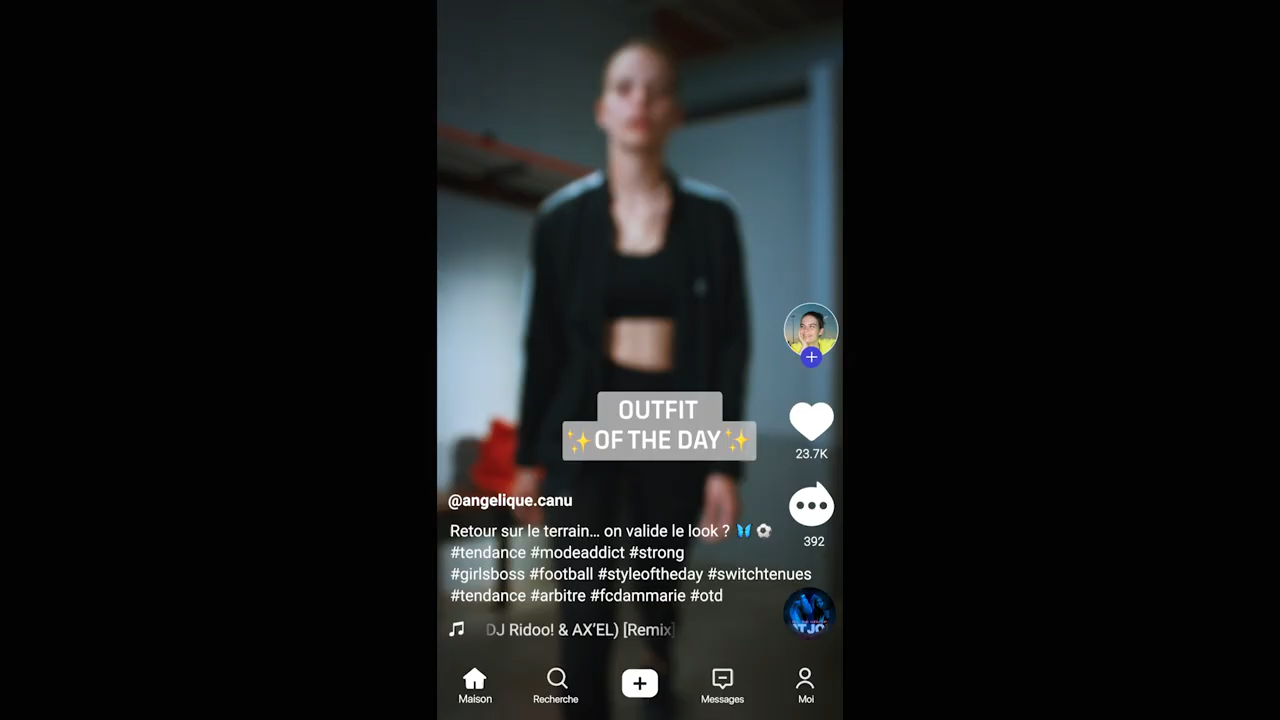 OUTFIT
✨OF THE DAY✨
23.7K
392
@angelique.canu
Retour sur le terrain... on valide le look ? 🦋 ⚽
#tendance #modeaddict #strong
#girlsboss #football #styleoftheday #switchtenues
#tendance #arbitre #fcdammarie #otd
DJ Ridoo! & AX'EL) [Remix]
Maison
Recherche
Messages
Moi